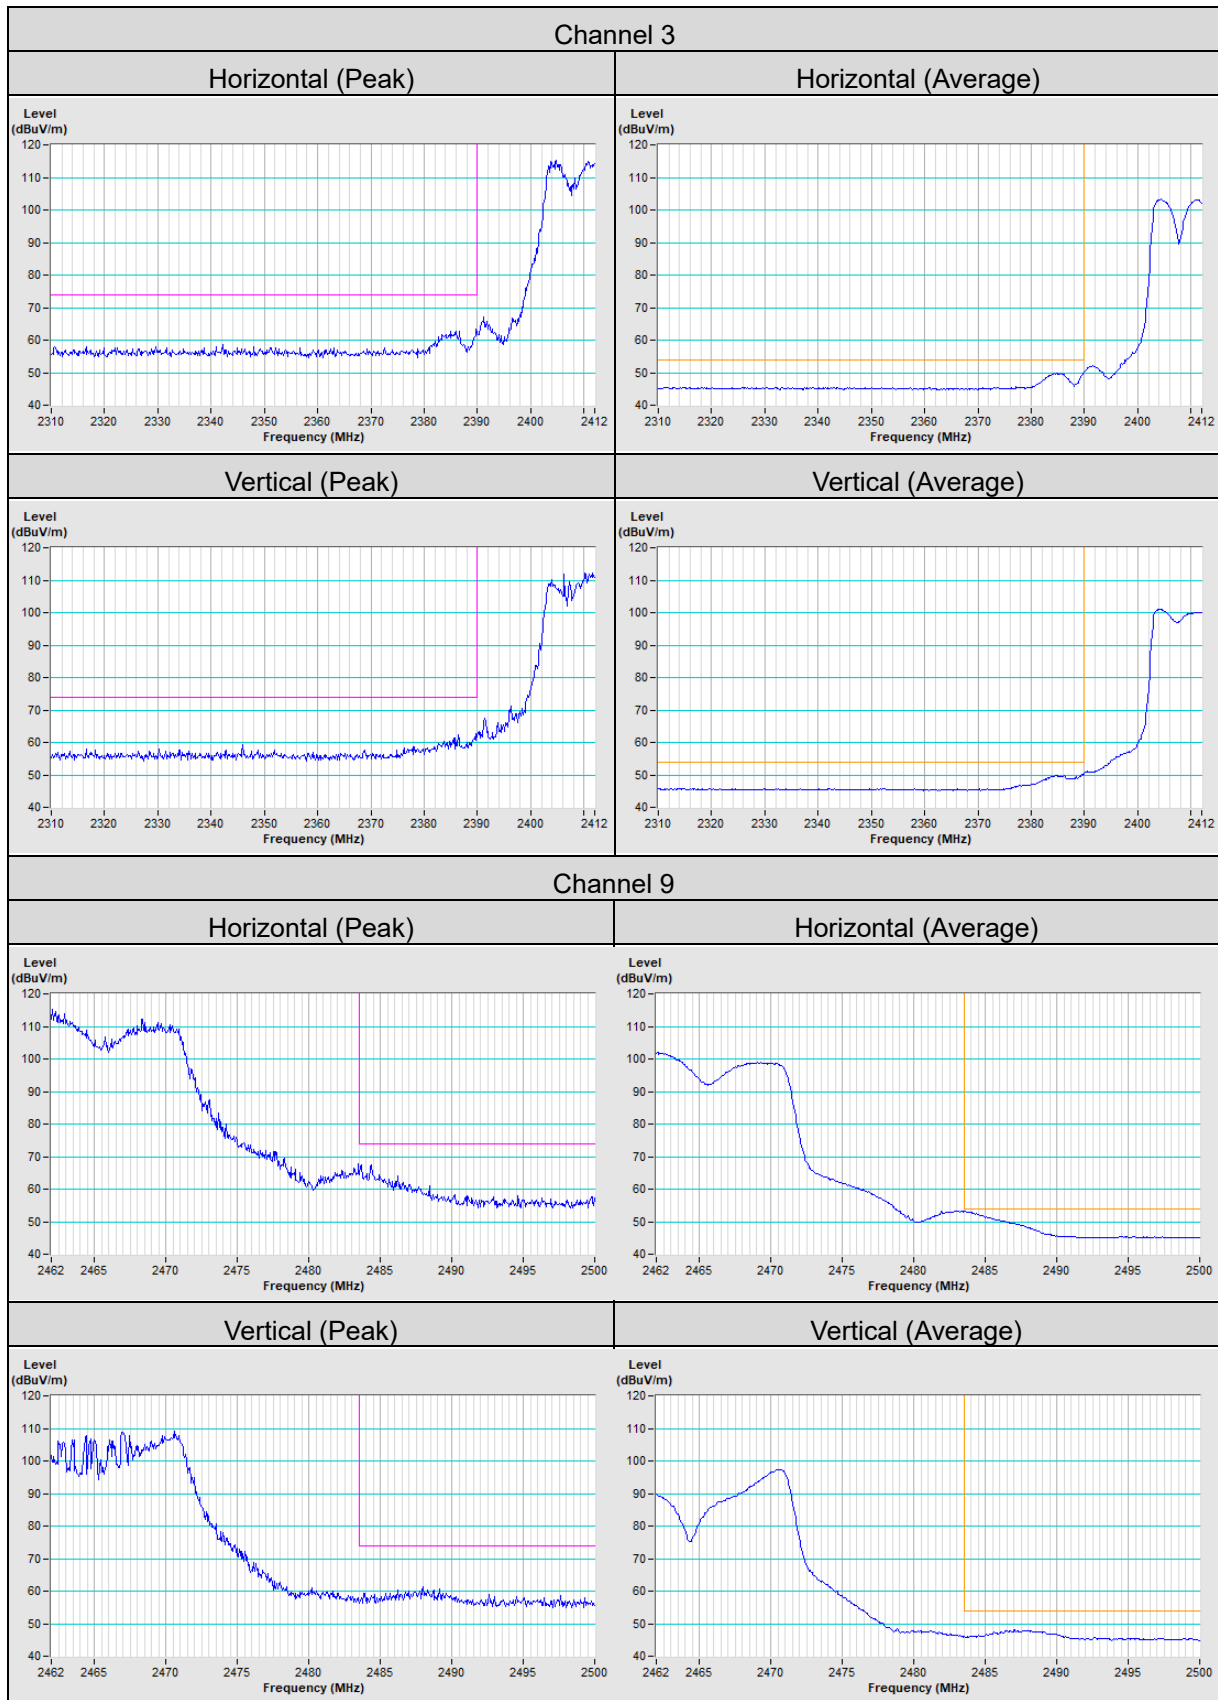 Channel 3
Horizontal (Peak) Horizontal (Average)
Level Level
(dBuV/m) (dBuV/m)
120 120
110 110
100 100
90 90
80 80
70 70
60 60
50 50
40 40
2310 2320 2330 2340 2350 2360 2370 2380 2390 2400 2412 2310 2320 2330 2340 2350 2360 2370 2380 2390 2400 2412
Frequency (MHz) Frequency (MHz)
Vertical (Peak) Vertical (Average)
Level Level
(dBuV/m) (dBuV/m)
120 120
110 110
100 100
90 90
80 80
70 70
60 60
50 50
40 40
2310 2320 2330 2340 2350 2360 2370 2380 2390 2400 2412 2310 2320 2330 2340 2350 2360 2370 2380 2390 2400 2412
Frequency (MHz) Frequency (MHz)
Channel 9
Horizontal (Peak) Horizontal (Average)
Level Level
(dBuV/m) (dBuV/m)
120 120
110 110
100 100
90 90
80 80
70 70
60 60
50 50
40 40
2462 2465 2470 2475 2480 2485 2490 2495 2500 2462 2465 2470 2475 2480 2485 2490 2495 2500
Frequency (MHz) Frequency (MHz)
Vertical (Peak) Vertical (Average)
Level Level
(dBuV/m) (dBuV/m)
120 120
110 110
100 100
90 90
80 80
70 70
60 60
50 50
40 40
2462 2465 2470 2475 2480 2485 2490 2495 2500 2462 2465 2470 2475 2480 2485 2490 2495 2500
Frequency (MHz) Frequency (MHz)